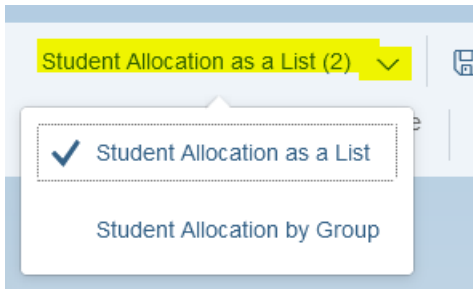 Student Allocation as a List (2)
Student Allocation as a List
Student Allocation by Group